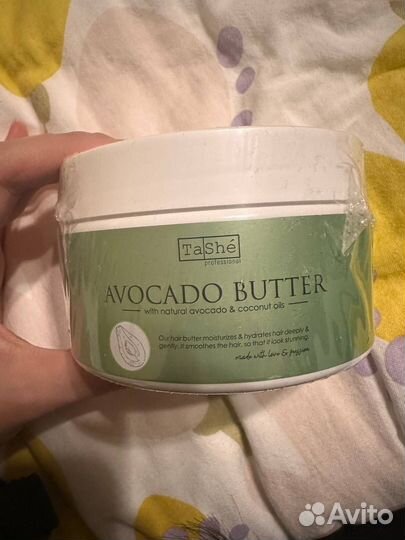 TaShé
professional
AVOCADO BUTTER
with natural avocado & coconut oils
Our hair butter moisturizes & hydrates hair deeply &
gently, it smoothes the hair, so that it look stunning.
made with love & passion
Avito